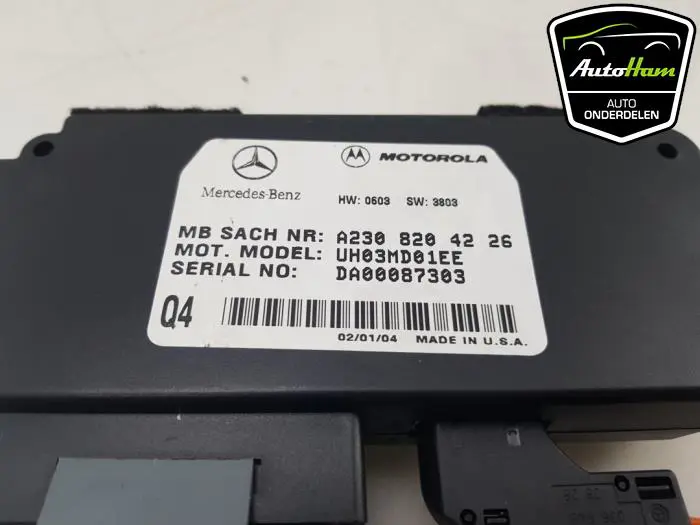 AutoHam
AUTO
ONDERDELEN
Mercedes-Benz
MOTOROLA
HW: 0603 SW: 3803
MB SACH NR: A230 820 42 26
MOT. MODEL: UH03MD01EE
SERIAL NO: DA00087303
Q4
02/01/04 MADE IN U.S.A.